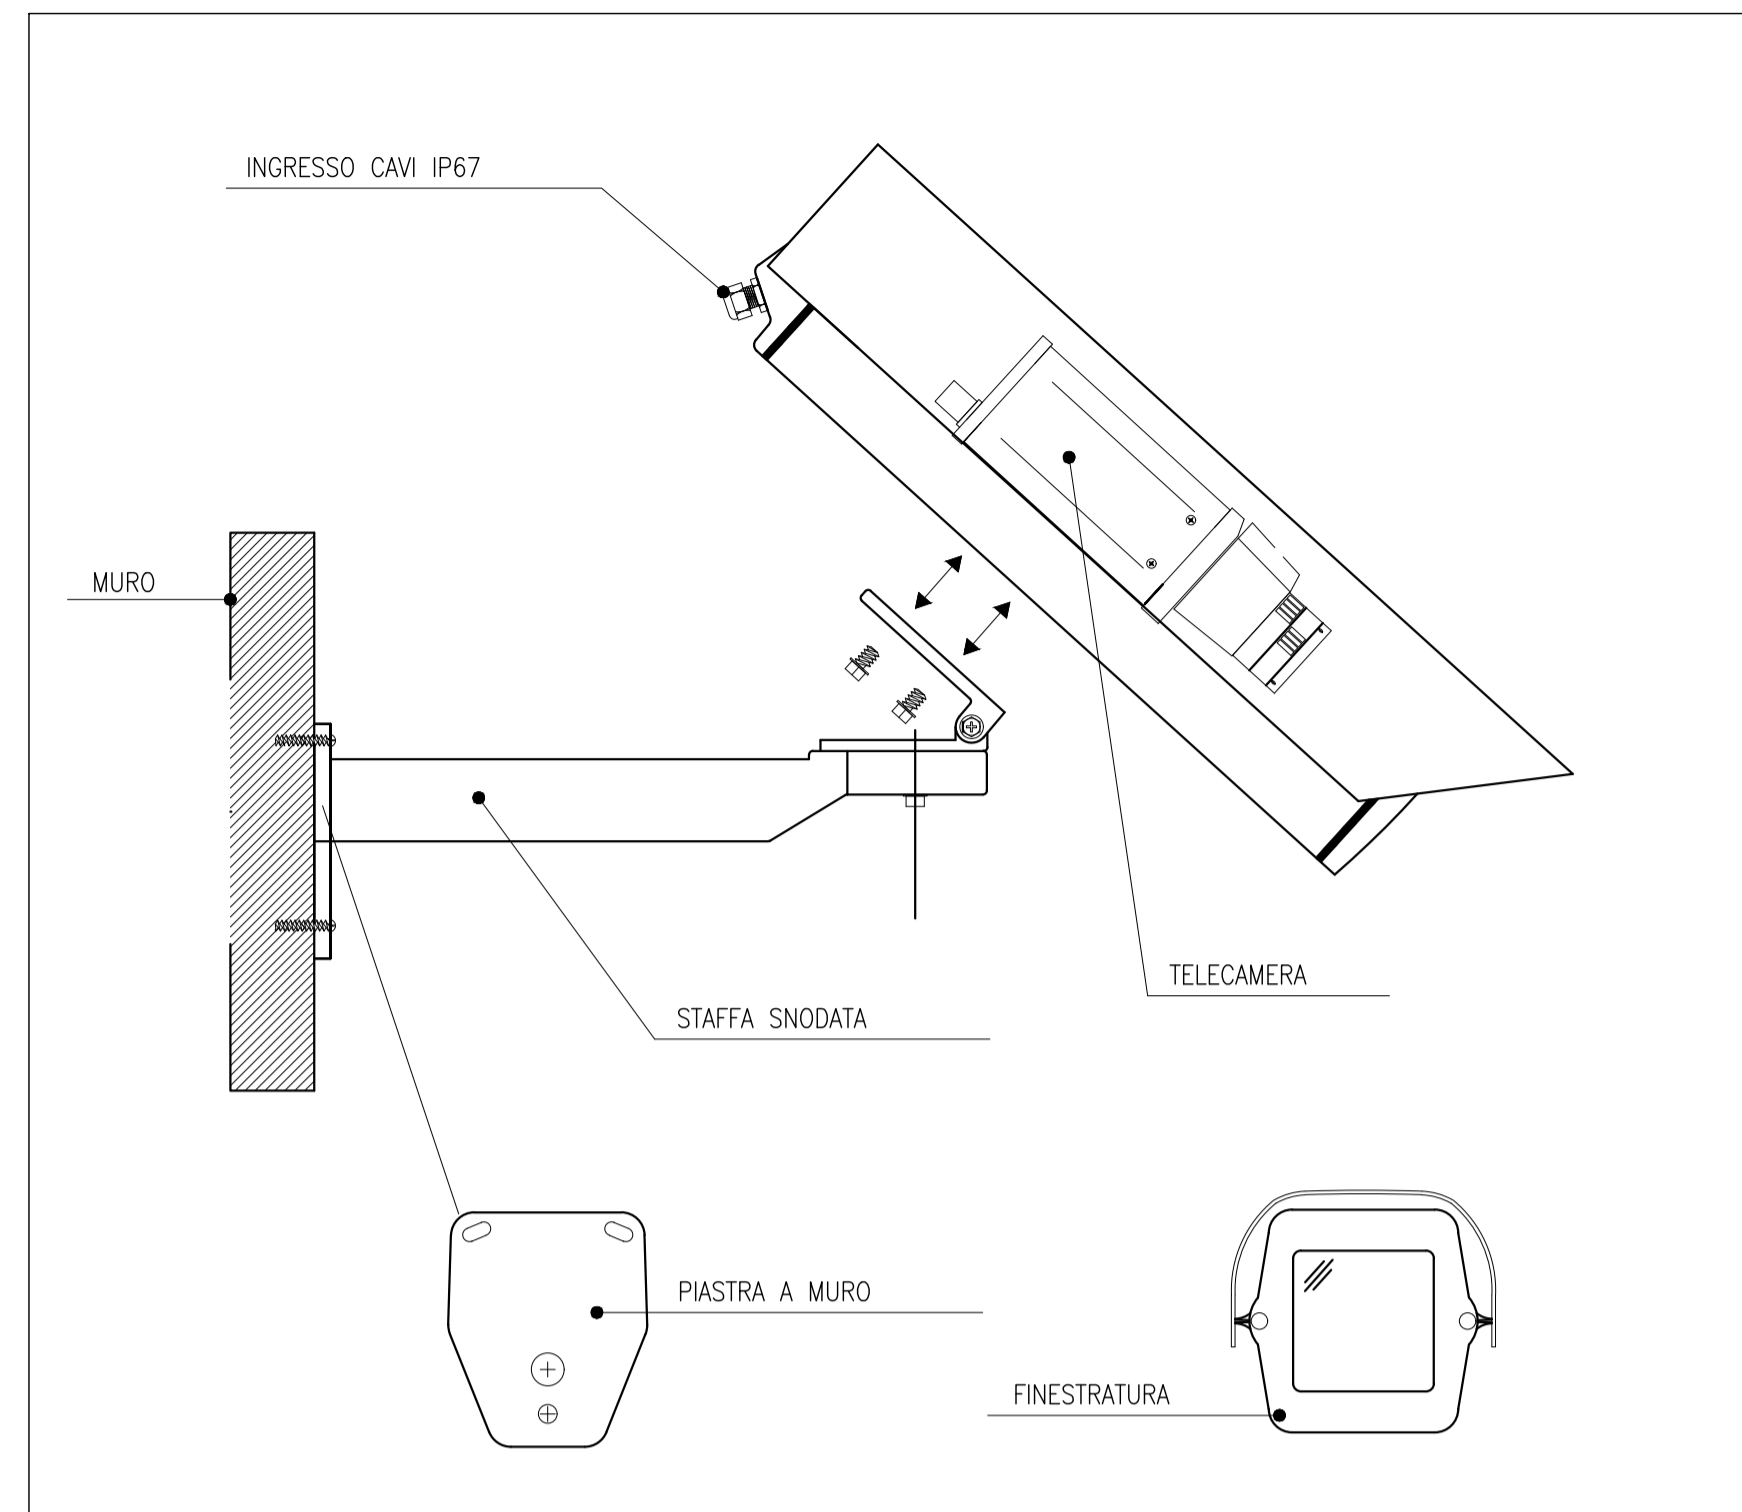 INGRESSO CAVI IP67
MURO
TELECAMERA
STAFFA SNODATA
PIASTRA A MURO
FINESTRATURA